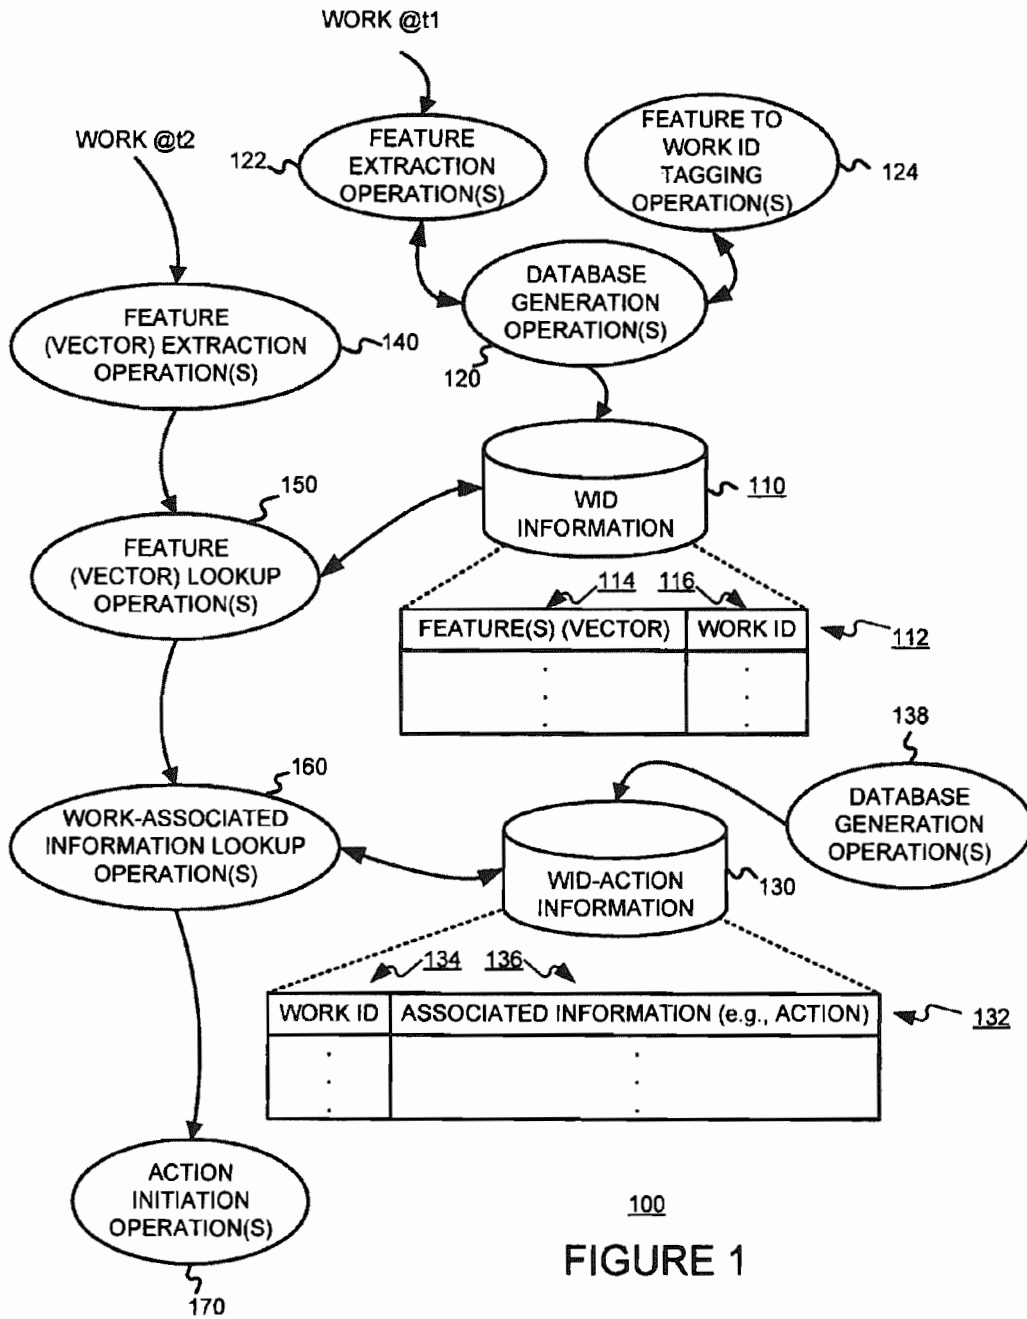 WORK @t1
WORK @t2
122
FEATURE
EXTRACTION
OPERATION(S)
FEATURE TO
WORK ID
TAGGING
OPERATION(S)
124
DATABASE
GENERATION
OPERATION(S)
120
FEATURE
(VECTOR) EXTRACTION
OPERATION(S)
140
150
FEATURE
(VECTOR) LOOKUP
OPERATION(S)
WID
INFORMATION
110
114
116
FEATURE(S) (VECTOR)
WORK ID
112
138
DATABASE
GENERATION
OPERATION(S)
160
WORK-ASSOCIATED
INFORMATION LOOKUP
OPERATION(S)
WID-ACTION
INFORMATION
130
134
136
WORK ID
ASSOCIATED INFORMATION (e.g., ACTION)
132
ACTION
INITIATION
OPERATION(S)
170
100
FIGURE 1